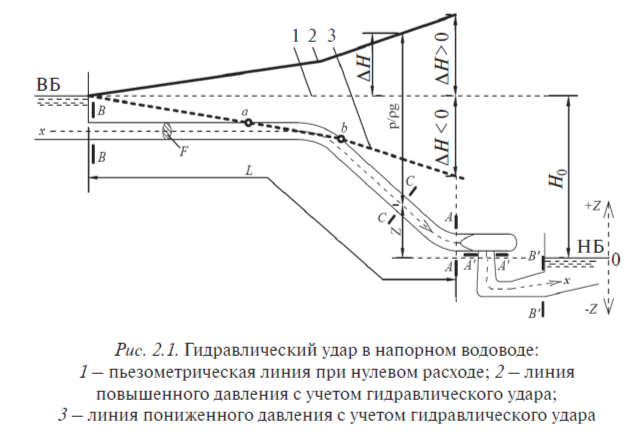 1 2 3
ΔH
ΔH>0
ВБ
B
a
p/ρg
ΔH<0
x
b
H₀
F
B
L
C
C
Z
A
+Z
НБ
0
A
A'
A'
B'
x
B'
-Z
Рис. 2.1. Гидравлический удар в напорном водоводе:
1 – пьезометрическая линия при нулевом расходе; 2 – линия
повышенного давления с учетом гидравлического удара;
3 – линия пониженного давления с учетом гидравлического удара